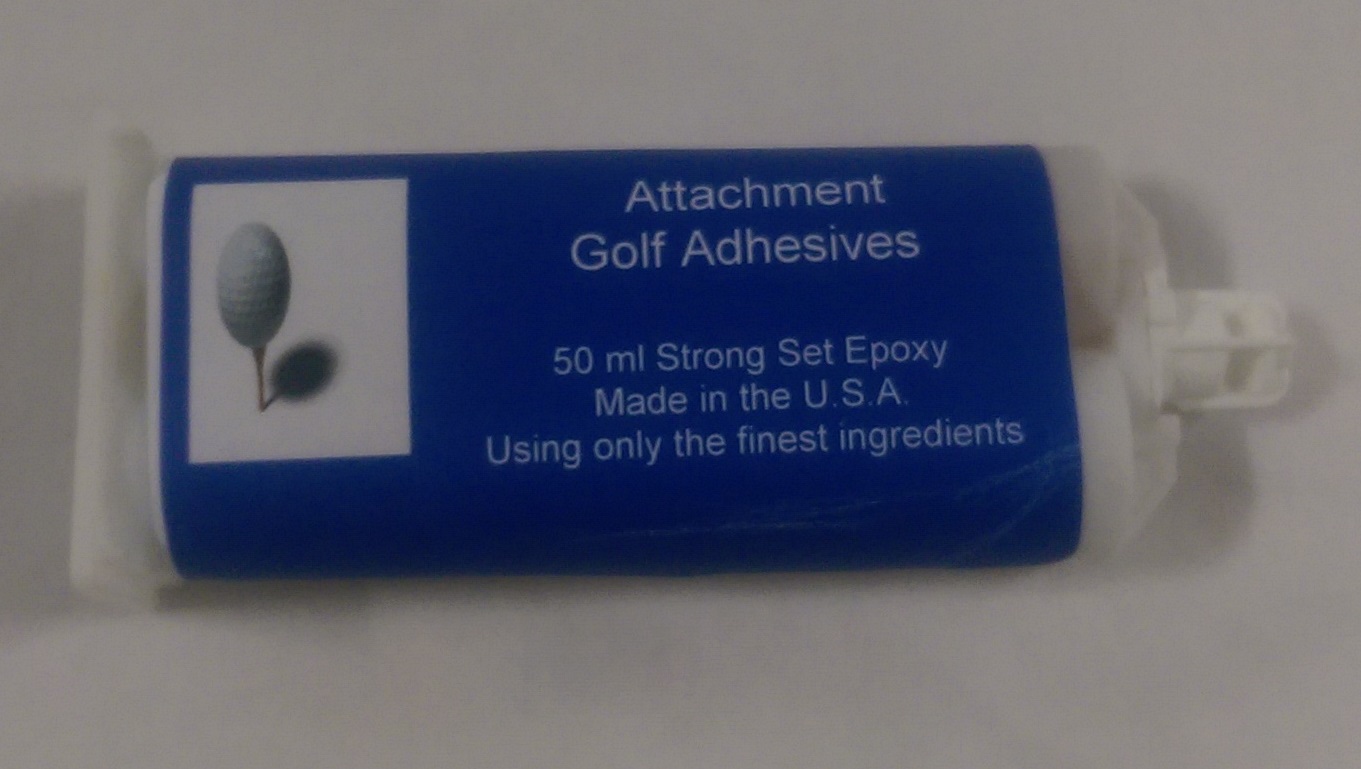 Attachment
Golf Adhesives
50 ml Strong Set Epoxy
Made in the U.S.A.
Using only the finest ingredients